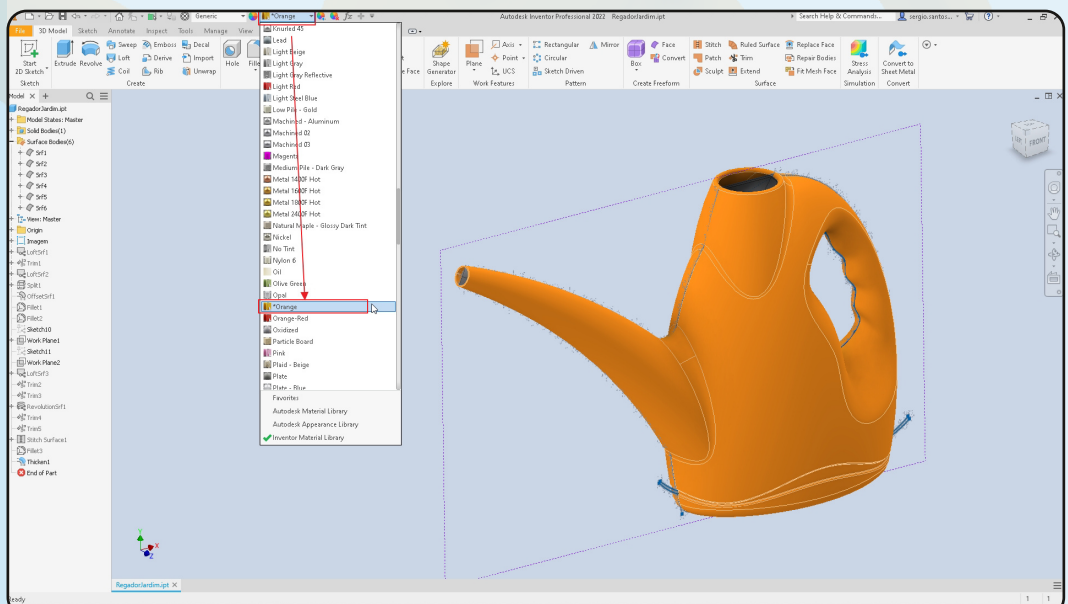 Generic
*Orange
Autodesk Inventor Professional 2022 RegadorJardim.ipt
Search Help & Commands...
sergio.santos...
File 3D Model Sketch Annotate Inspect Tools Manage View
Start
2D Sketch
Extrude Revolve
Sweep Emboss Decal
Loft Derive Import
Coil Rib Unwrap
Hole
Sketch
Create
Face
Shape
Generator
Explore
Plane
Axis
Point
UCS
Work Features
Rectangular Mirror
Circular
Sketch Driven
Pattern
Box
Face
Convert
Create Freeform
Stitch Ruled Surface Replace Face
Patch Trim Repair Bodies
Sculpt Extend Fit Mesh Face
Surface
Stress
Analysis
Simulation
Convert to
Sheet Metal
Convert
Model
RegadorJardim.ipt
Model States: Master
Solid Bodies(1)
Surface Bodies(6)
Srf1
Srf2
Srf3
Srf4
Srf5
Srf6
View: Master
Origin
Imagem
LoftSrf1
Trim1
LoftSrf2
Split1
OffsetSrf1
Fillet1
Fillet2
Sketch10
Work Plane1
Sketch11
Work Plane2
LoftSrf3
Trim2
Trim3
RevolutionSrf1
Trim4
Trim5
Stitch Surface1
Fillet3
Thicken1
End of Part
Knurled 45
Lead
Light Beige
Light Gray
Light Gray Reflective
Light Red
Light Steel Blue
Low Pile - Gold
Machined - Aluminum
Machined 02
Machined 03
Magenta
Medium Pile - Dark Gray
Metal 1400F Hot
Metal 1600F Hot
Metal 1800F Hot
Metal 2400F Hot
Natural Maple - Glossy Dark Tint
Nickel
No Tint
Nylon 6
Oil
Olive Green
Opal
*Orange
Orange-Red
Oxidized
Particle Board
Pink
Plaid - Beige
Plate
Plate - Blue
Favorites
Autodesk Material Library
Autodesk Appearance Library
Inventor Material Library
FRONT
Y
X
Z
RegadorJardim.ipt
Ready
1 1